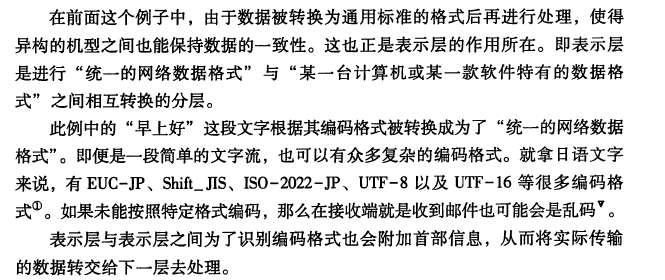 在前面这个例子中，由于数据被转换为通用标准的格式后再进行处理，使得
异构的机型之间也能保持数据的一致性。这也正是表示层的作用所在。即表示层
是进行“统一的网络数据格式”与“某一台计算机或某一款软件特有的数据格
式”之间相互转换的分层。
此例中的“早上好”这段文字根据其编码格式被转换成为了“统一的网络数据
格式”。即便是一段简单的文字流，也可以有众多复杂的编码格式。就拿日语文字
来说，有 EUC-JP、Shift_JIS、ISO-2022-JP、UTF-8 以及 UTF-16 等很多编码格
式①。如果未能按照特定格式编码，那么在接收端就是收到邮件也可能会是乱码▼。
表示层与表示层之间为了识别编码格式也会附加首部信息，从而将实际传输
的数据转交给下一层去处理。